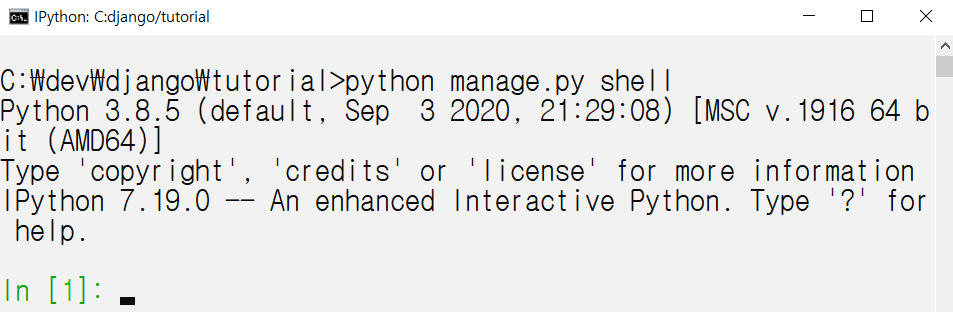 IPython: C:django/tutorial
C:₩dev₩django₩tutorial>python manage.py shell
Python 3.8.5 (default, Sep  3 2020, 21:29:08) [MSC v.1916 64 b
it (AMD64)]
Type 'copyright', 'credits' or 'license' for more information
IPython 7.19.0 -- An enhanced Interactive Python. Type '?' for
 help.
In [1]: